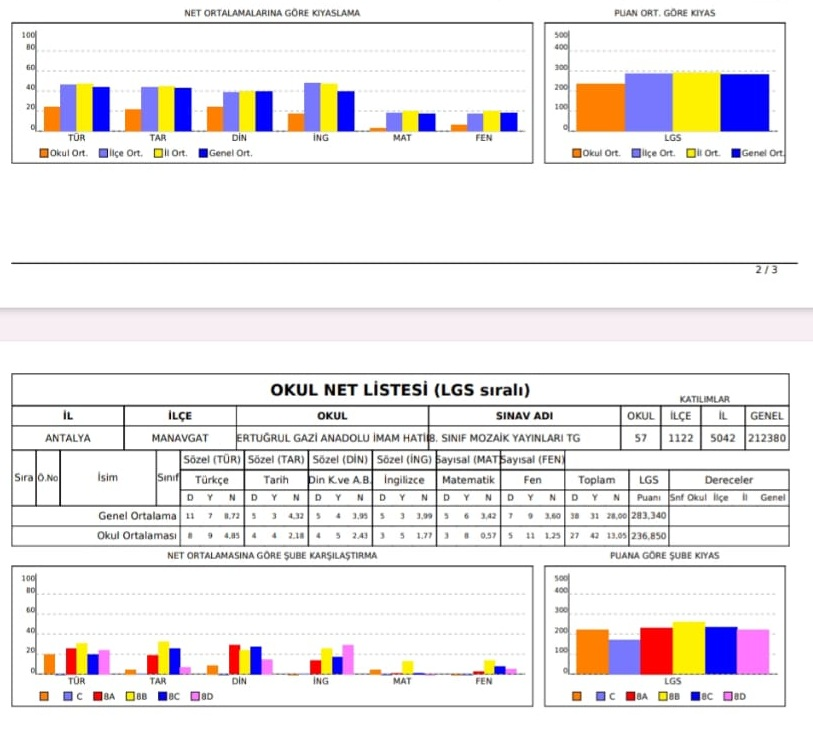 NET ORTALAMALARINA GÖRE KIYASLAMA
PUAN ORT. GÖRE KIYAS
100
80
60
40
20
0
TÜR TAR DİN İNG MAT FEN
Okul Ort. İlçe Ort. İl Ort. Genel Ort.
500
400
300
200
100
0
LGS
Okul Ort. İlçe Ort. İl Ort. Genel Ort.
2 / 3
OKUL NET LİSTESİ (LGS sıralı)
KATILIMLAR
İL İLÇE OKUL SINAV ADI OKUL İLÇE İL GENEL
ANTALYA MANAVGAT ERTUĞRUL GAZİ ANADOLU İMAM HATİ 8. SINIF MOZAİK YAYINLARI TG 57 1122 5042 212380
Sözel (TÜR) Sözel (TAR) Sözel (DİN) Sözel (İNG) Sayısal (MAT Sayısal (FEN)
Sıra Ö.No İsim Sınıf Türkçe Tarih Din K.ve A.B. İngilizce Matematik Fen Toplam LGS Dereceler
D Y N D Y N D Y N D Y N D Y N D Y N D Y N Puanı Snf Okul İlçe İl Genel
Genel Ortalama 11 7 8,72 5 3 4,32 5 4 3,95 5 3 3,99 5 6 3,42 7 9 3,60 38 31 28,00 283,340
Okul Ortalaması 8 9 4,85 4 4 2,18 4 5 2,43 3 5 1,77 3 8 0,57 5 11 1,25 27 42 13,05 236,850
NET ORTALAMASINA GÖRE ŞUBE KARŞILAŞTIRMA
PUANA GÖRE ŞUBE KIYAS
100
80
60
40
20
0
TÜR TAR DİN İNG MAT FEN
C 8A 8B 8C 8D
500
400
300
200
100
0
LGS
C 8A 8B 8C 8D